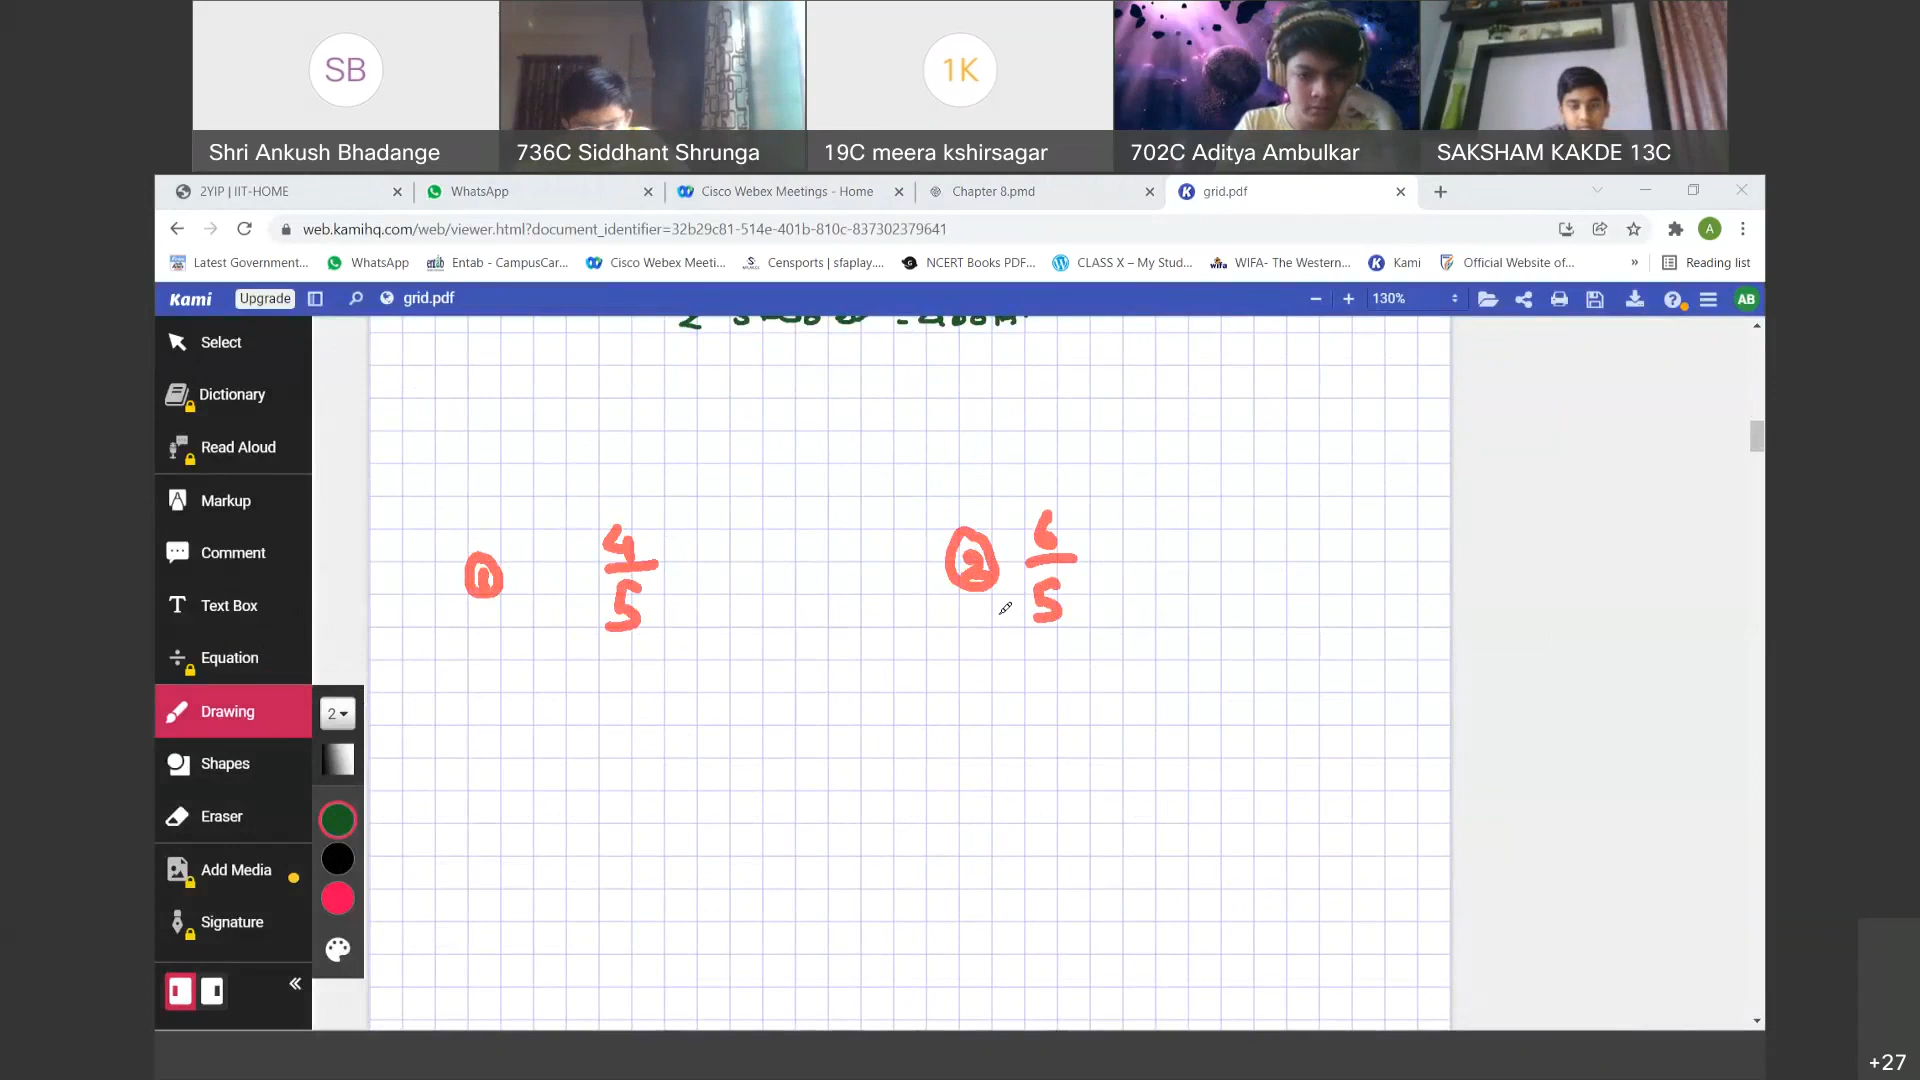 SB
1K
Shri Ankush Bhadange
736C Siddhant Shrunga
19C meera kshirsagar
702C Aditya Ambulkar
SAKSHAM KAKDE 13C
2YIP | IIT-HOME
WhatsApp
Cisco Webex Meetings - Home
Chapter 8.pmd
grid.pdf
web.kamihq.com/web/viewer.html?document_identifier=32b29c81-514e-401b-810c-837302379641
A
Latest Government...
WhatsApp
Entab - CampusCar...
Cisco Webex Meeti...
Censports | sfaplay....
NCERT Books PDF...
CLASS X – My Stud...
WIFA- The Western...
Kami
Official Website of...
»
Reading list
Kami
Upgrade
grid.pdf
130%
AB
Select
Dictionary
Read Aloud
Markup
Comment
Text Box
Equation
Drawing
Shapes
Eraser
Add Media
Signature
2
① 4/5
② 6/5
+27